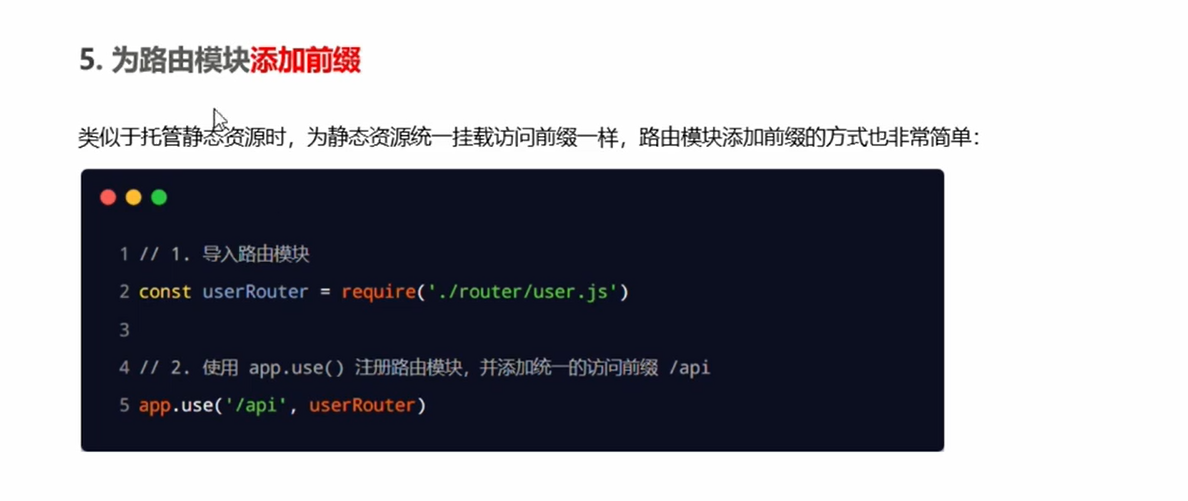 5. 为路由模块添加前缀
类似于托管静态资源时，为静态资源统一挂载访问前缀一样，路由模块添加前缀的方式也非常简单：
1 // 1. 导入路由模块
2 const userRouter = require('./router/user.js')
3
4 // 2. 使用 app.use() 注册路由模块，并添加统一的访问前缀 /api
5 app.use('/api', userRouter)